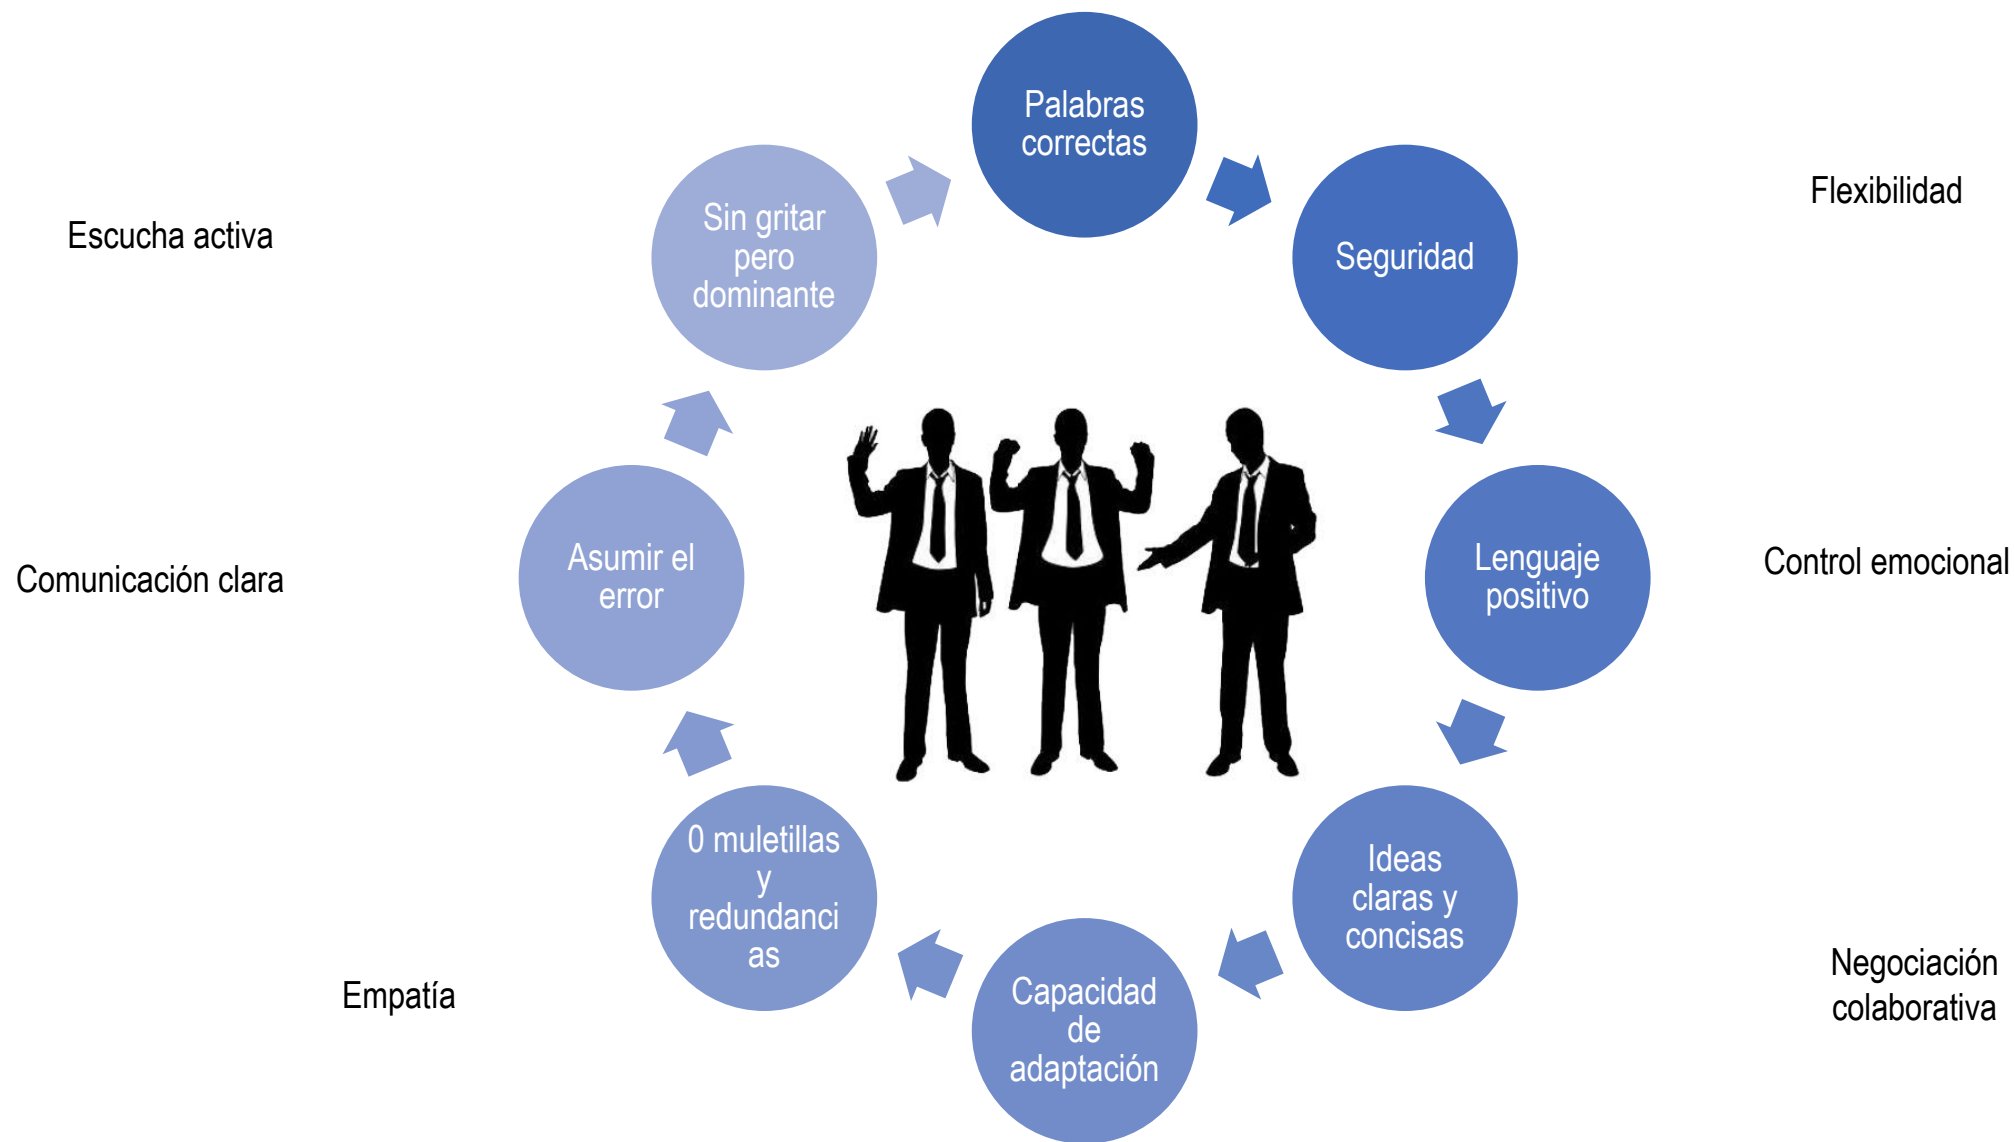 Palabras
correctas
Seguridad
Lenguaje
positivo
Ideas
claras y
concisas
Capacidad
de
adaptación
0 muletillas
y
redundanci
as
Asumir el
error
Sin gritar
pero
dominante
Escucha activa
Comunicación clara
Empatía
Flexibilidad
Control emocional
Negociación
colaborativa